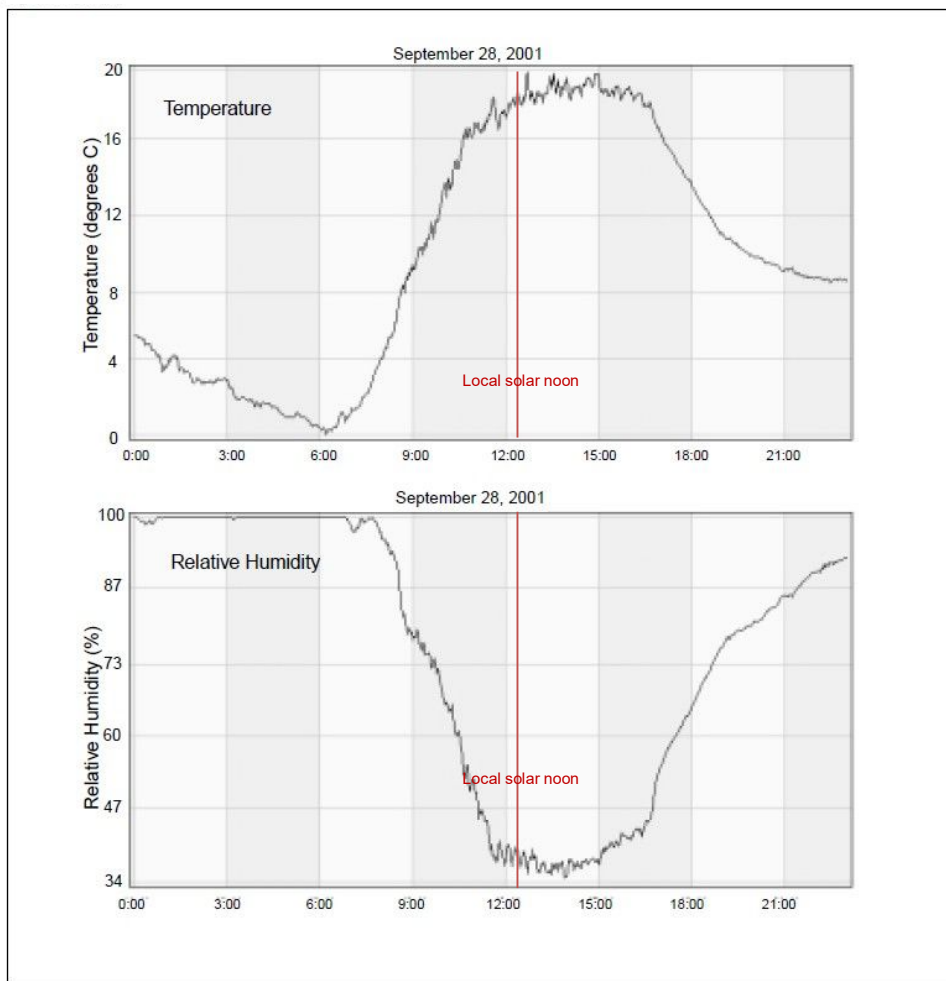 September 28, 2001
Temperature
Temperature (degrees C)
20
16
12
8
4
0
Local solar noon
0:00 3:00 6:00 9:00 12:00 15:00 18:00 21:00
September 28, 2001
Relative Humidity
Relative Humidity (%)
100
87
73
60
47
34
Local solar noon
0:00 3:00 6:00 9:00 12:00 15:00 18:00 21:00